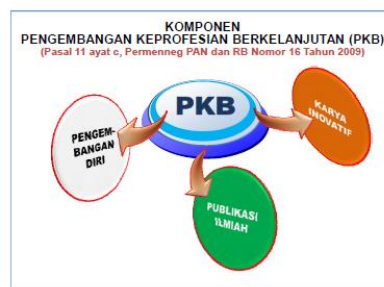 KOMPONEN
PENGEMBANGAN KEPROFESIAN BERKELANJUTAN (PKB)
(Pasal 11 ayat c, Permenneg PAN dan RB Nomor 16 Tahun 2009)
PKB
PENGEM-
BANGAN
DIRI
PUBLIKASI
ILMIAH
KARYA
INOVATIF